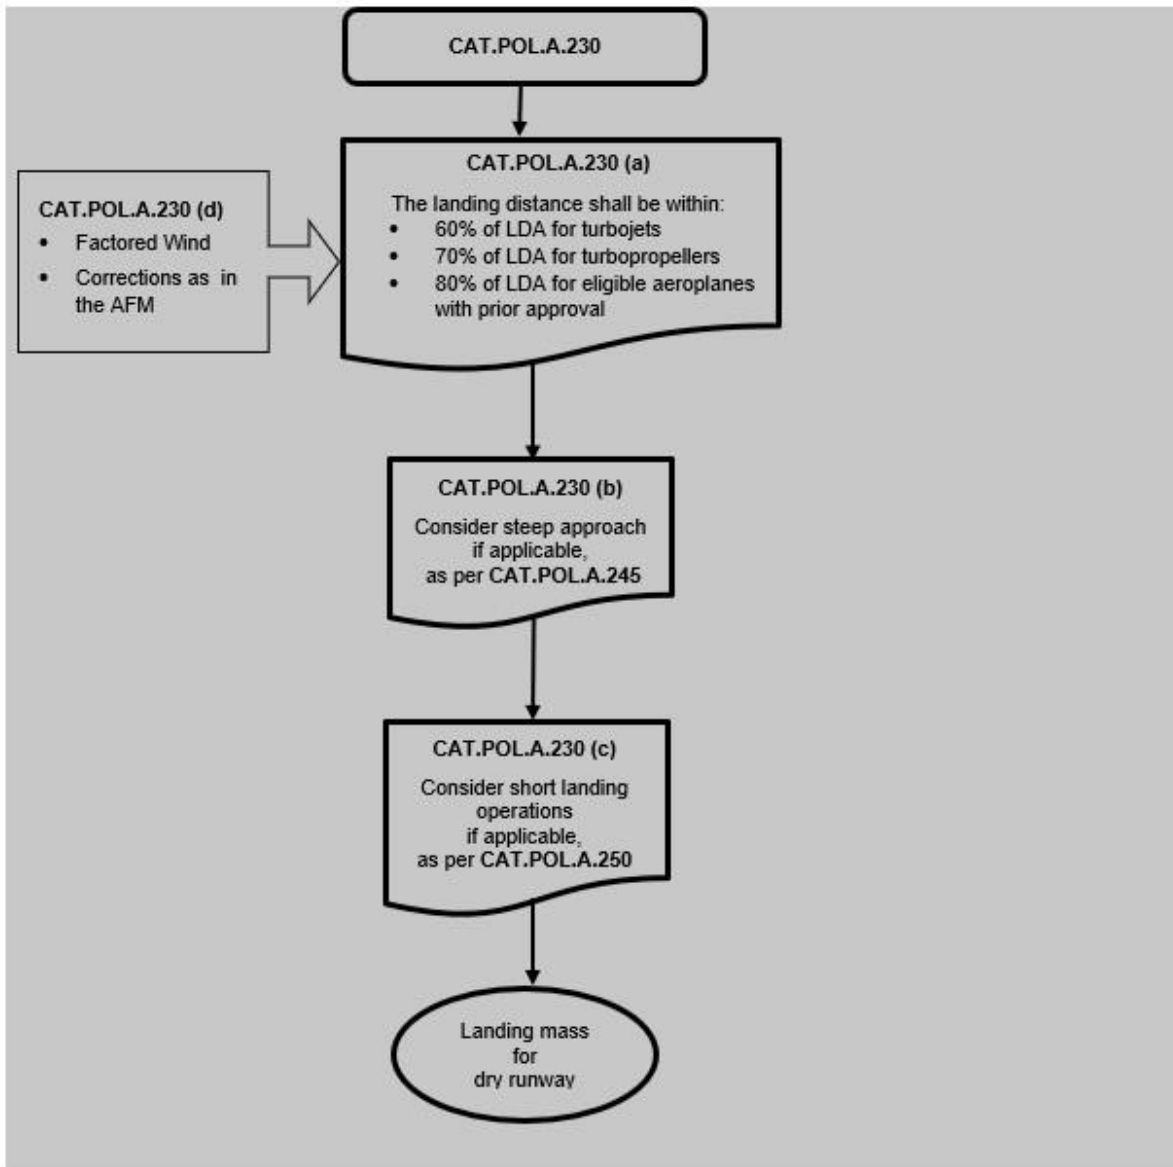 CAT.POL.A.230
CAT.POL.A.230 (a)
The landing distance shall be within:
• 60% of LDA for turbojets
• 70% of LDA for turbopropellers
• 80% of LDA for eligible aeroplanes
with prior approval
CAT.POL.A.230 (d)
• Factored Wind
• Corrections as in
the AFM
CAT.POL.A.230 (b)
Consider steep approach
if applicable,
as per CAT.POL.A.245
CAT.POL.A.230 (c)
Consider short landing
operations
if applicable,
as per CAT.POL.A.250
Landing mass
for
dry runway